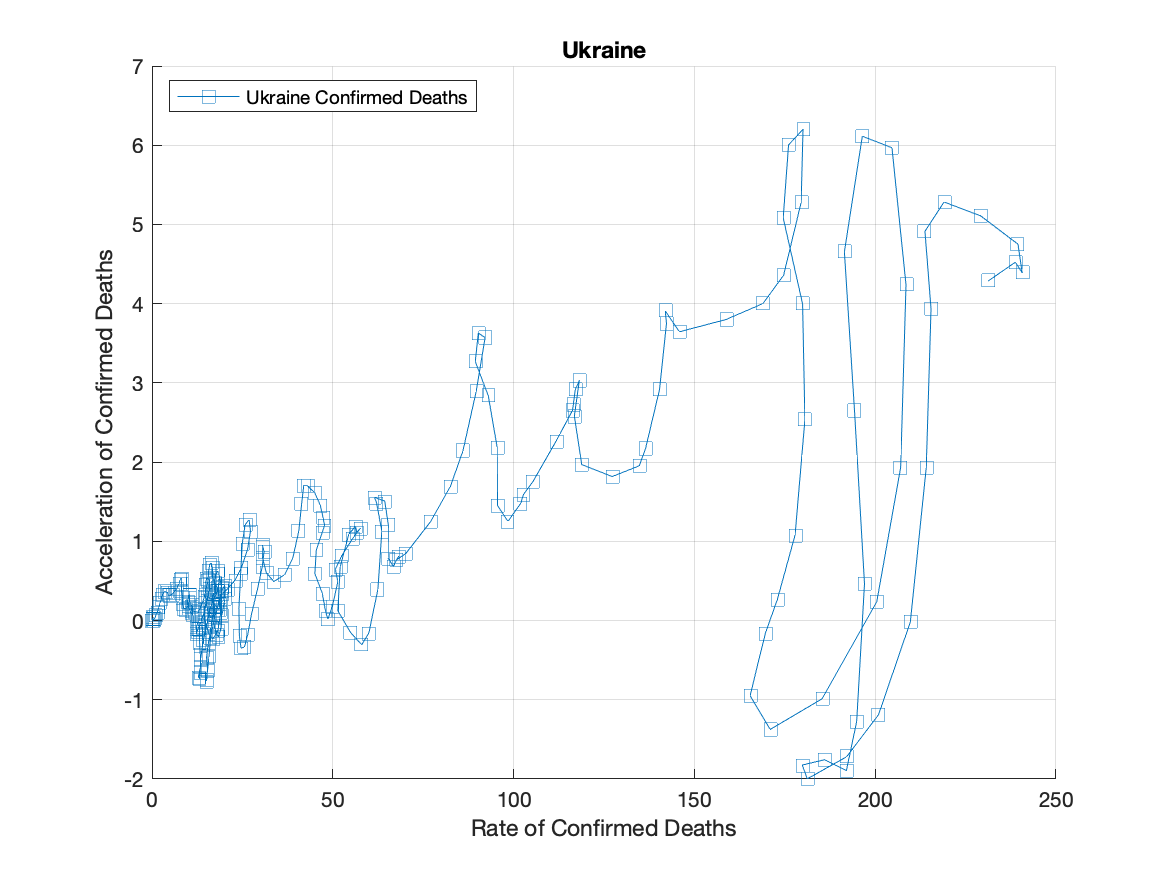 Ukraine
7
Ukraine Confirmed Deaths
6
5
4
3
2
1
0
-1
-2
Acceleration of Confirmed Deaths
0 50 100 150 200 250
Rate of Confirmed Deaths